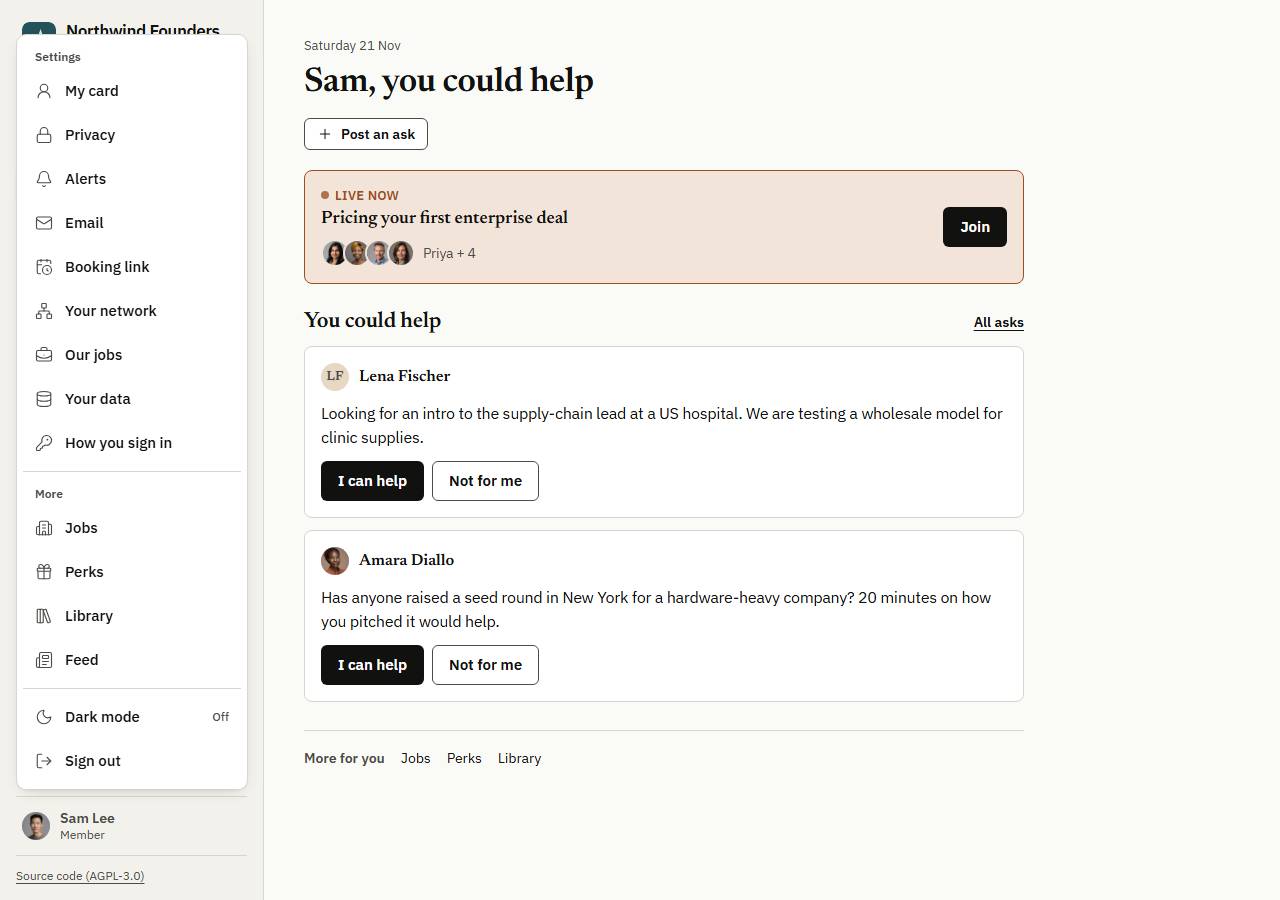 Northwind Founders
Settings
My card
Privacy
Alerts
Email
Booking link
Your network
Our jobs
Your data
How you sign in
More
Jobs
Perks
Library
Feed
Dark mode Off
Sign out
Sam Lee
Member
Source code (AGPL-3.0)
Saturday 21 Nov
Sam, you could help
Post an ask
LIVE NOW
Pricing your first enterprise deal
Priya + 4
Join
You could help
All asks
LF Lena Fischer
Looking for an intro to the supply-chain lead at a US hospital. We are testing a wholesale model for
clinic supplies.
I can help Not for me
Amara Diallo
Has anyone raised a seed round in New York for a hardware-heavy company? 20 minutes on how
you pitched it would help.
I can help Not for me
More for you Jobs Perks Library